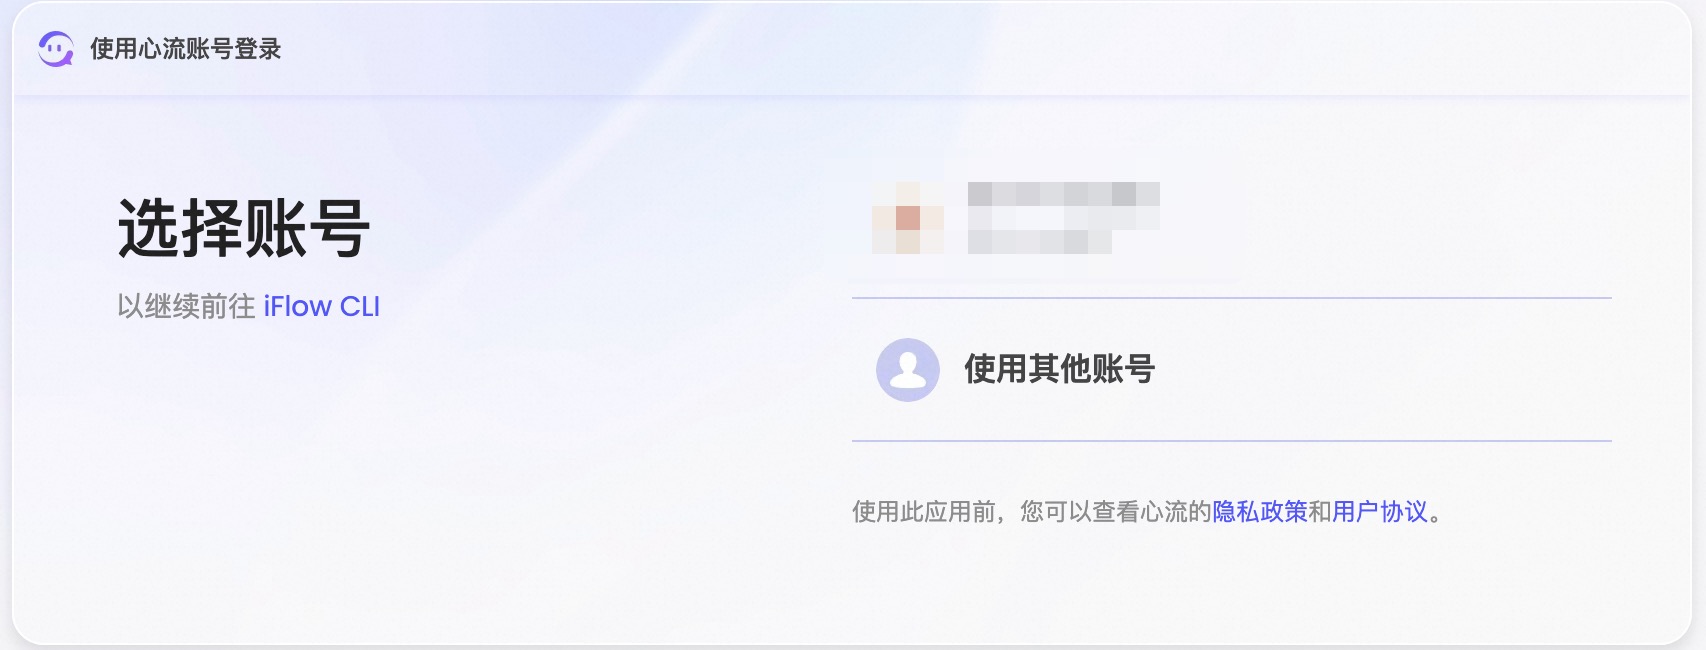 使用心流账号登录
选择账号
以继续前往 iFlow CLI
使用其他账号
使用此应用前，您可以查看心流的隐私政策和用户协议。